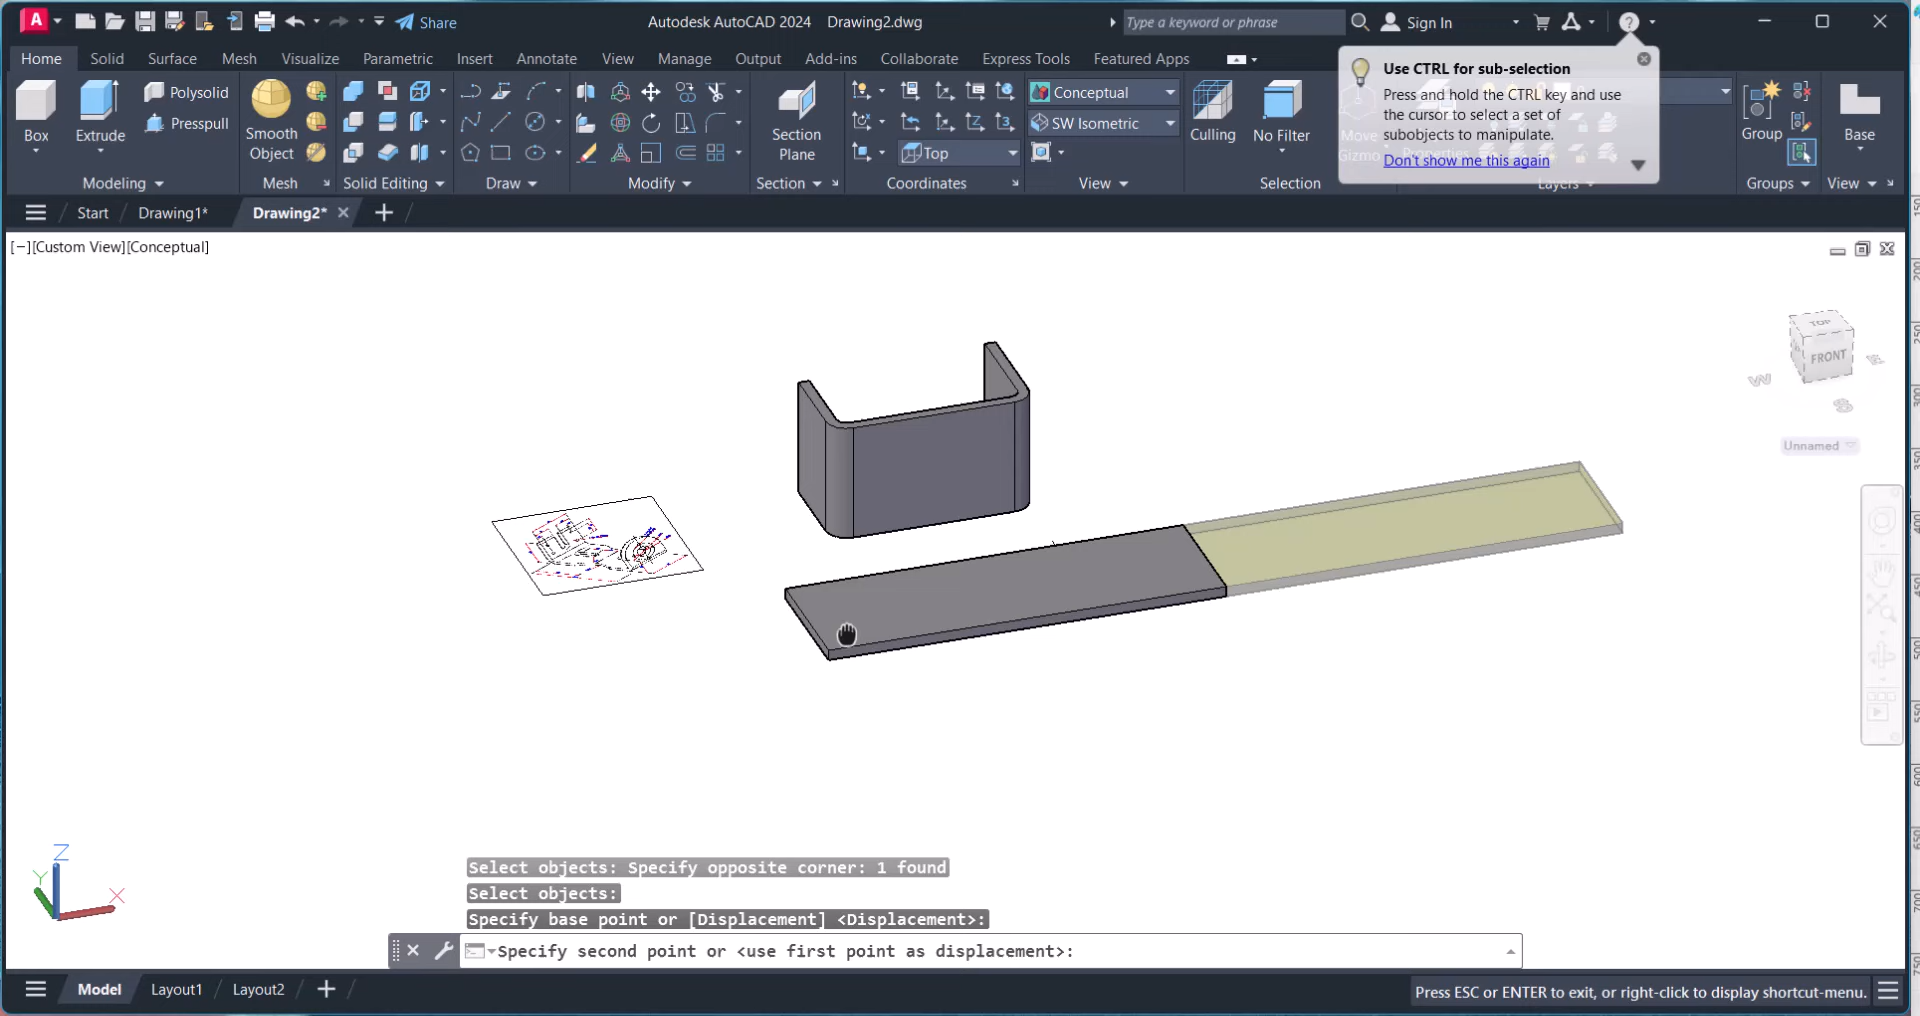 A Share Autodesk AutoCAD 2024 Drawing2.dwg Type a keyword or phrase Sign In
Home Solid Surface Mesh Visualize Parametric Insert Annotate View Manage Output Add-ins Collaborate Express Tools Featured Apps
Use CTRL for sub-selection
Press and hold the CTRL key and use
the cursor to select a set of
subobjects to manipulate.
Don't show me this again
Box
Extrude
Polysolid
Presspull
Smooth
Object
Section
Plane
Top
Conceptual
SW Isometric
Culling
No Filter
Move
Gizmo
Properties
Group
Base
Modeling Mesh Solid Editing Draw Modify Section Coordinates View Selection Layers Groups View
Start Drawing1* Drawing2*
[−][Custom View][Conceptual]
TOP
FRONT
W
E
S
Unnamed
Z
Y
X
Select objects: Specify opposite corner: 1 found
Select objects:
Specify base point or [Displacement] <Displacement>:
Specify second point or <use first point as displacement>:
Model Layout1 Layout2
Press ESC or ENTER to exit, or right-click to display shortcut-menu.